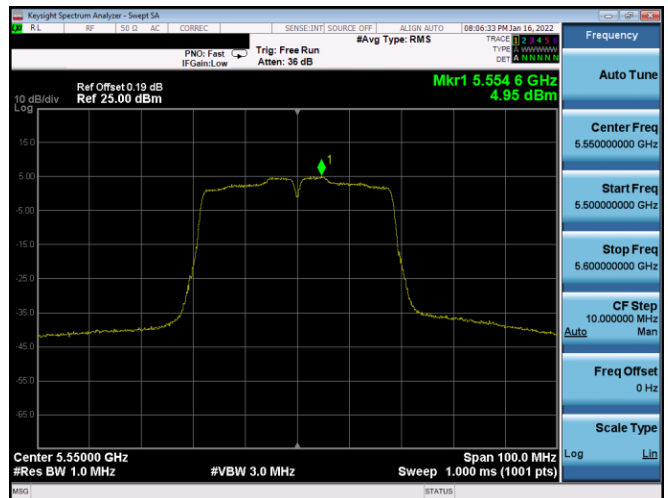 Keysight Spectrum Analyzer - Swept SA
RL RF 50 Ω AC CORREC SENSE:INT SOURCE OFF ALIGN AUTO 08:06:33 PM Jan 16, 2022
#Avg Type: RMS
TRACE 1 2 3 4 5 6
TYPE A WWWWW
DET A NNNNN
PNO: Fast
IFGain:Low
Trig: Free Run
Atten: 36 dB
Mkr1 5.554 6 GHz
4.95 dBm
Ref Offset 0.19 dB
Ref 25.00 dBm
10 dB/div
Log
15.0
5.00
-5.00
-15.0
-25.0
-35.0
-45.0
-55.0
-65.0
1
Center 5.55000 GHz
Span 100.0 MHz
#Res BW 1.0 MHz
#VBW 3.0 MHz
Sweep 1.000 ms (1001 pts)
MSG
STATUS
Frequency
Auto Tune
Center Freq
5.550000000 GHz
Start Freq
5.500000000 GHz
Stop Freq
5.600000000 GHz
CF Step
10.000000 MHz
Auto Man
Freq Offset
0 Hz
Scale Type
Log Lin